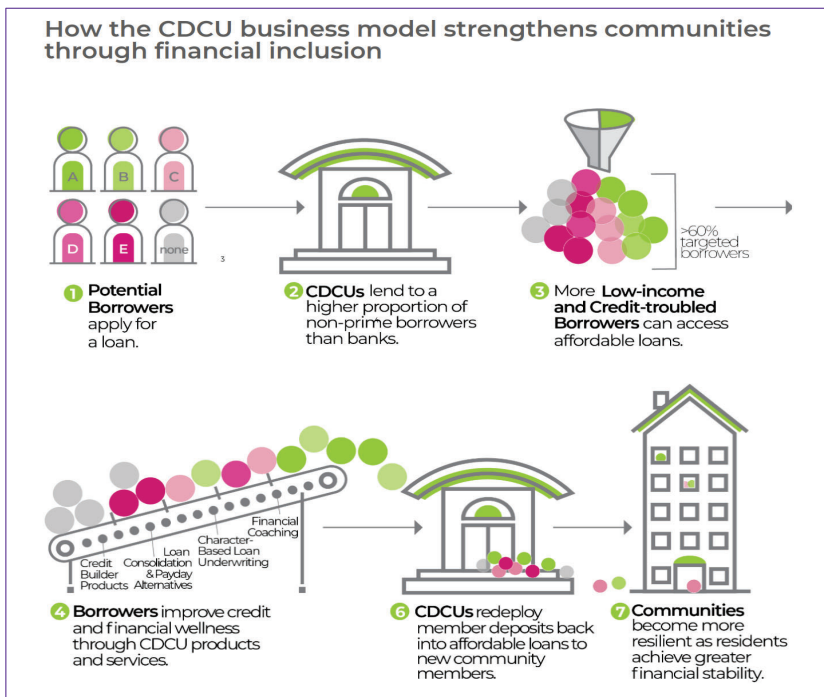 How the CDCU business model strengthens communities
through financial inclusion
A
B
C
D
E
none
3
>60%
targeted
borrowers
1 Potential
Borrowers
apply for
a loan.
2 CDCUs lend to a
higher proportion of
non-prime borrowers
than banks.
3 More Low-income
and Credit-troubled
Borrowers can access
affordable loans.
Credit
Builder
Products
Loan
Consolidation
& Payday
Alternatives
Character-
Based Loan
Underwriting
Financial
Coaching
4 Borrowers improve credit
and financial wellness
through CDCU products
and services.
6 CDCUs redeploy
member deposits back
into affordable loans to
new community
members.
7 Communities
become more
resilient as residents
achieve greater
financial stability.